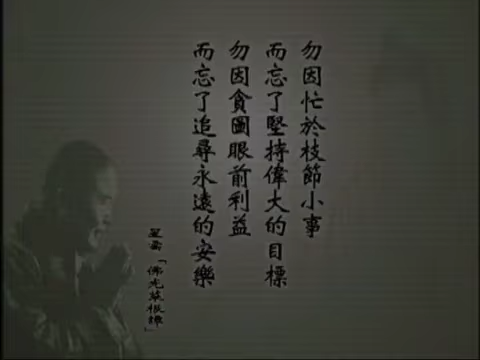 勿因忙於枝節小事
而忘了堅持偉大的目標
勿因貪圖眼前利益
而忘了追尋永遠的安樂
星雲「佛光菜根譚」